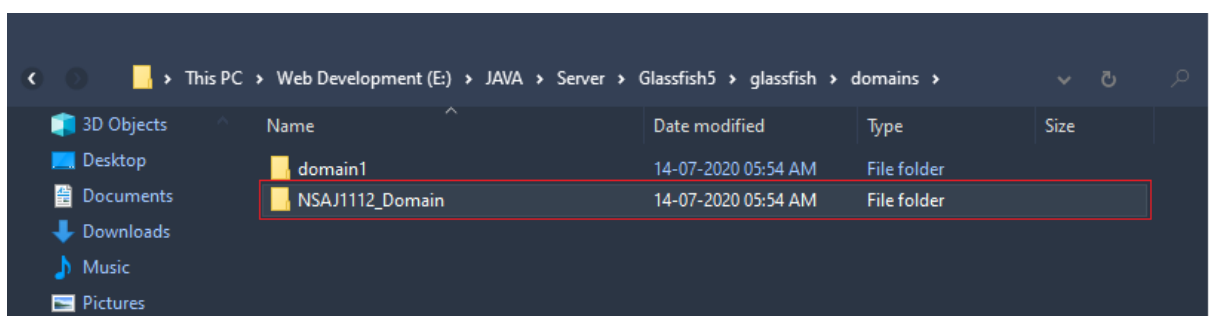 This PC > Web Development (E:) > JAVA > Server > Glassfish5 > glassfish > domains >
3D Objects
Name Date modified Type Size
Desktop
domain1 14-07-2020 05:54 AM File folder
Documents
NSAJ1112_Domain 14-07-2020 05:54 AM File folder
Downloads
Music
Pictures